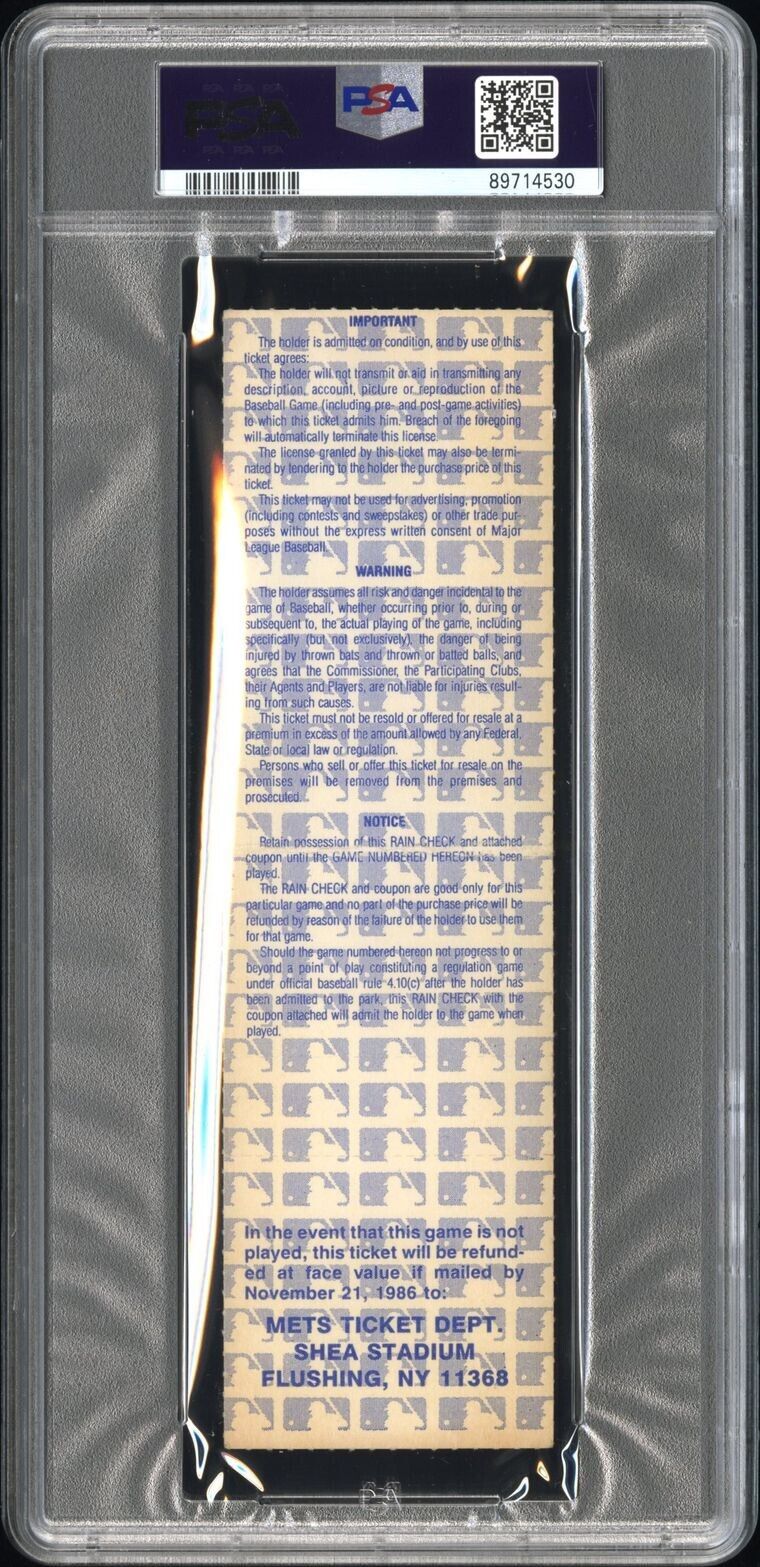 PSA
PSA
89714530
IMPORTANT
The holder is admitted on condition, and by use of this
ticket agrees:
The holder will not transmit or aid in transmitting any
description, account, picture or reproduction of the
Baseball Game (including pre- and post-game activities)
to which this ticket admits him. Breach of the foregoing
will automatically terminate this license.
The license granted by this ticket may also be termi-
nated by tendering to the holder the purchase price of this
ticket.
This ticket may not be used for advertising, promotion
(including contests and sweepstakes) or other trade pur-
poses without the express written consent of Major
League Baseball.
WARNING
The holder assumes all risk and danger incidental to the
game of Baseball, whether occurring prior to, during or
subsequent to, the actual playing of the game, including
specifically (but not exclusively), the danger of being
injured by thrown bats and thrown or batted balls, and
agrees that the Commissioner, the Participating Clubs,
their Agents and Players, are not liable for injuries result-
ing from such causes.
This ticket must not be resold or offered for resale at a
premium in excess of the amount allowed by any Federal,
State or local law or regulation.
Persons who sell or offer this ticket for resale on the
premises will be removed from the premises and
prosecuted.
NOTICE
Retain possession of this RAIN CHECK and attached
coupon until the GAME NUMBERED HEREON has been
played.
The RAIN CHECK and coupon are good only for this
particular game and no part of the purchase price will be
refunded by reason of the failure of the holder to use them
for that game.
Should the game numbered hereon not progress to or
beyond a point of play constituting a regulation game
under official baseball rule 4.10(c) after the holder has
been admitted to the park, this RAIN CHECK with the
coupon attached will admit the holder to the game when
played.
In the event that this game is not
played, this ticket will be refund-
ed at face value if mailed by
November 21, 1986 to:
METS TICKET DEPT.
SHEA STADIUM
FLUSHING, NY 11368
PSA